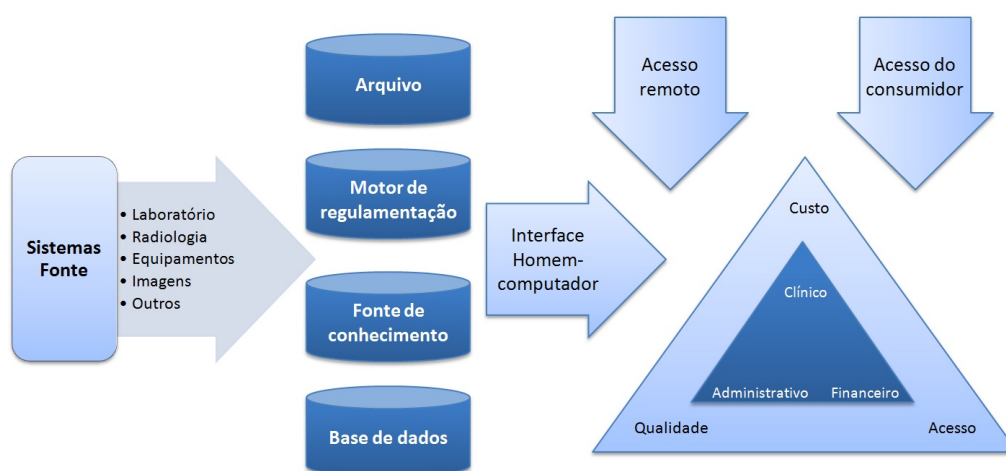 Sistemas
Fonte
• Laboratório
• Radiologia
• Equipamentos
• Imagens
• Outros
Arquivo
Motor de
regulamentação
Fonte de
conhecimento
Base de dados
Interface
Homem-
computador
Acesso
remoto
Acesso do
consumidor
Custo
Clínico
Administrativo
Financeiro
Qualidade
Acesso